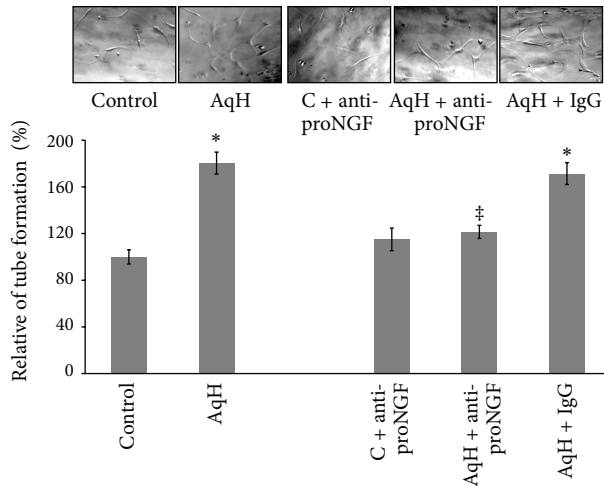 Control
AqH
C + anti-
proNGF
AqH + anti-
proNGF
AqH + IgG
Relative of tube formation (%)
200
160
120
80
40
0
*
‡
*
Control
AqH
C + anti-
proNGF
AqH + anti-
proNGF
AqH + IgG